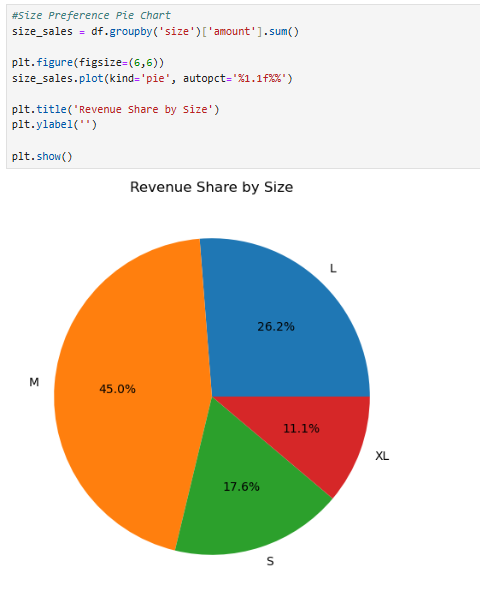 #Size Preference Pie Chart
size_sales = df.groupby('size')['amount'].sum()
plt.figure(figsize=(6,6))
size_sales.plot(kind='pie', autopct='%1.1f%%')
plt.title('Revenue Share by Size')
plt.ylabel('')
plt.show()
Revenue Share by Size
L
26.2%
M
45.0%
11.1%
XL
17.6%
S